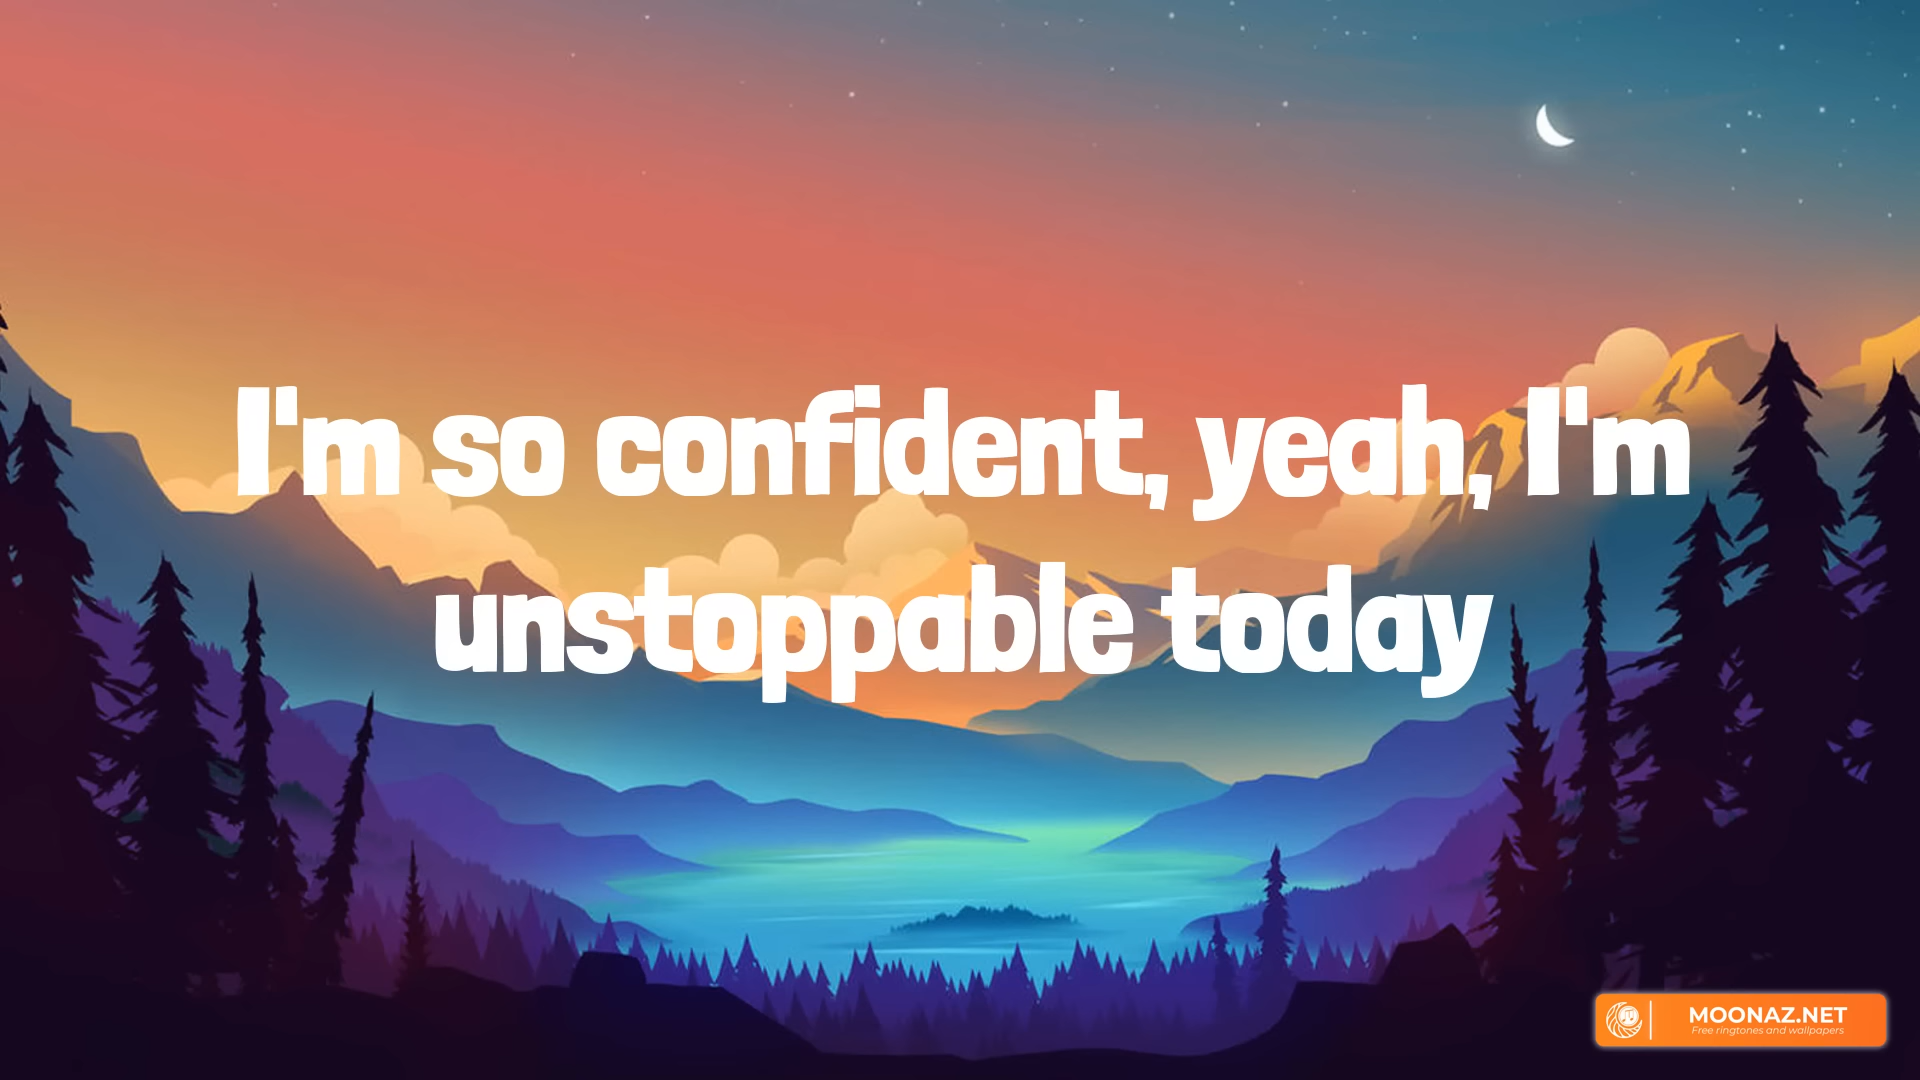 I'm so confident, yeah, I'm
unstoppable today
MOONAZ.NET
Free ringtones and wallpapers